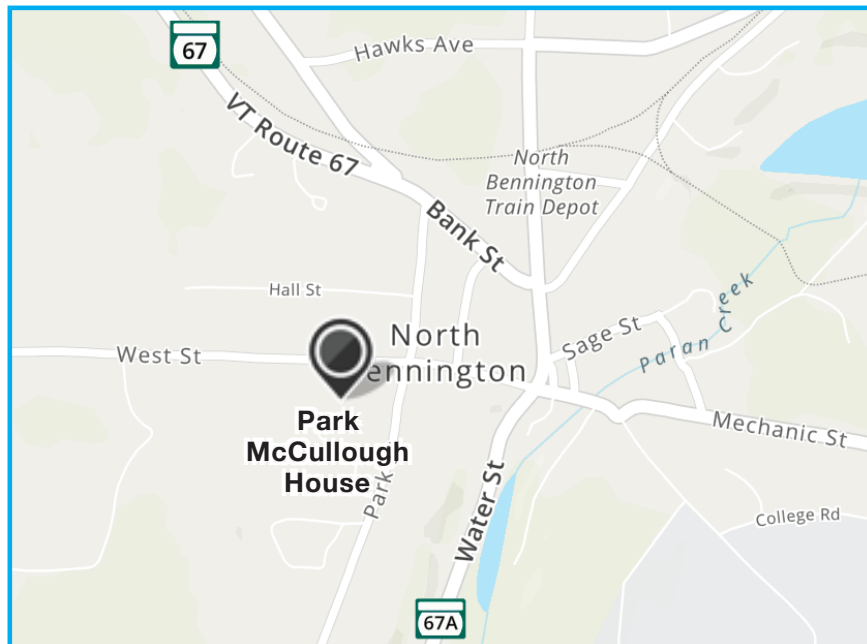 67
Hawks Ave
VT Route 67
North
Bennington
Train Depot
Bank St
Hall St
Paran Creek
North
ennington
Sage St
West St
Park
McCullough
House
Mechanic St
Park
Water St
College Rd
67A